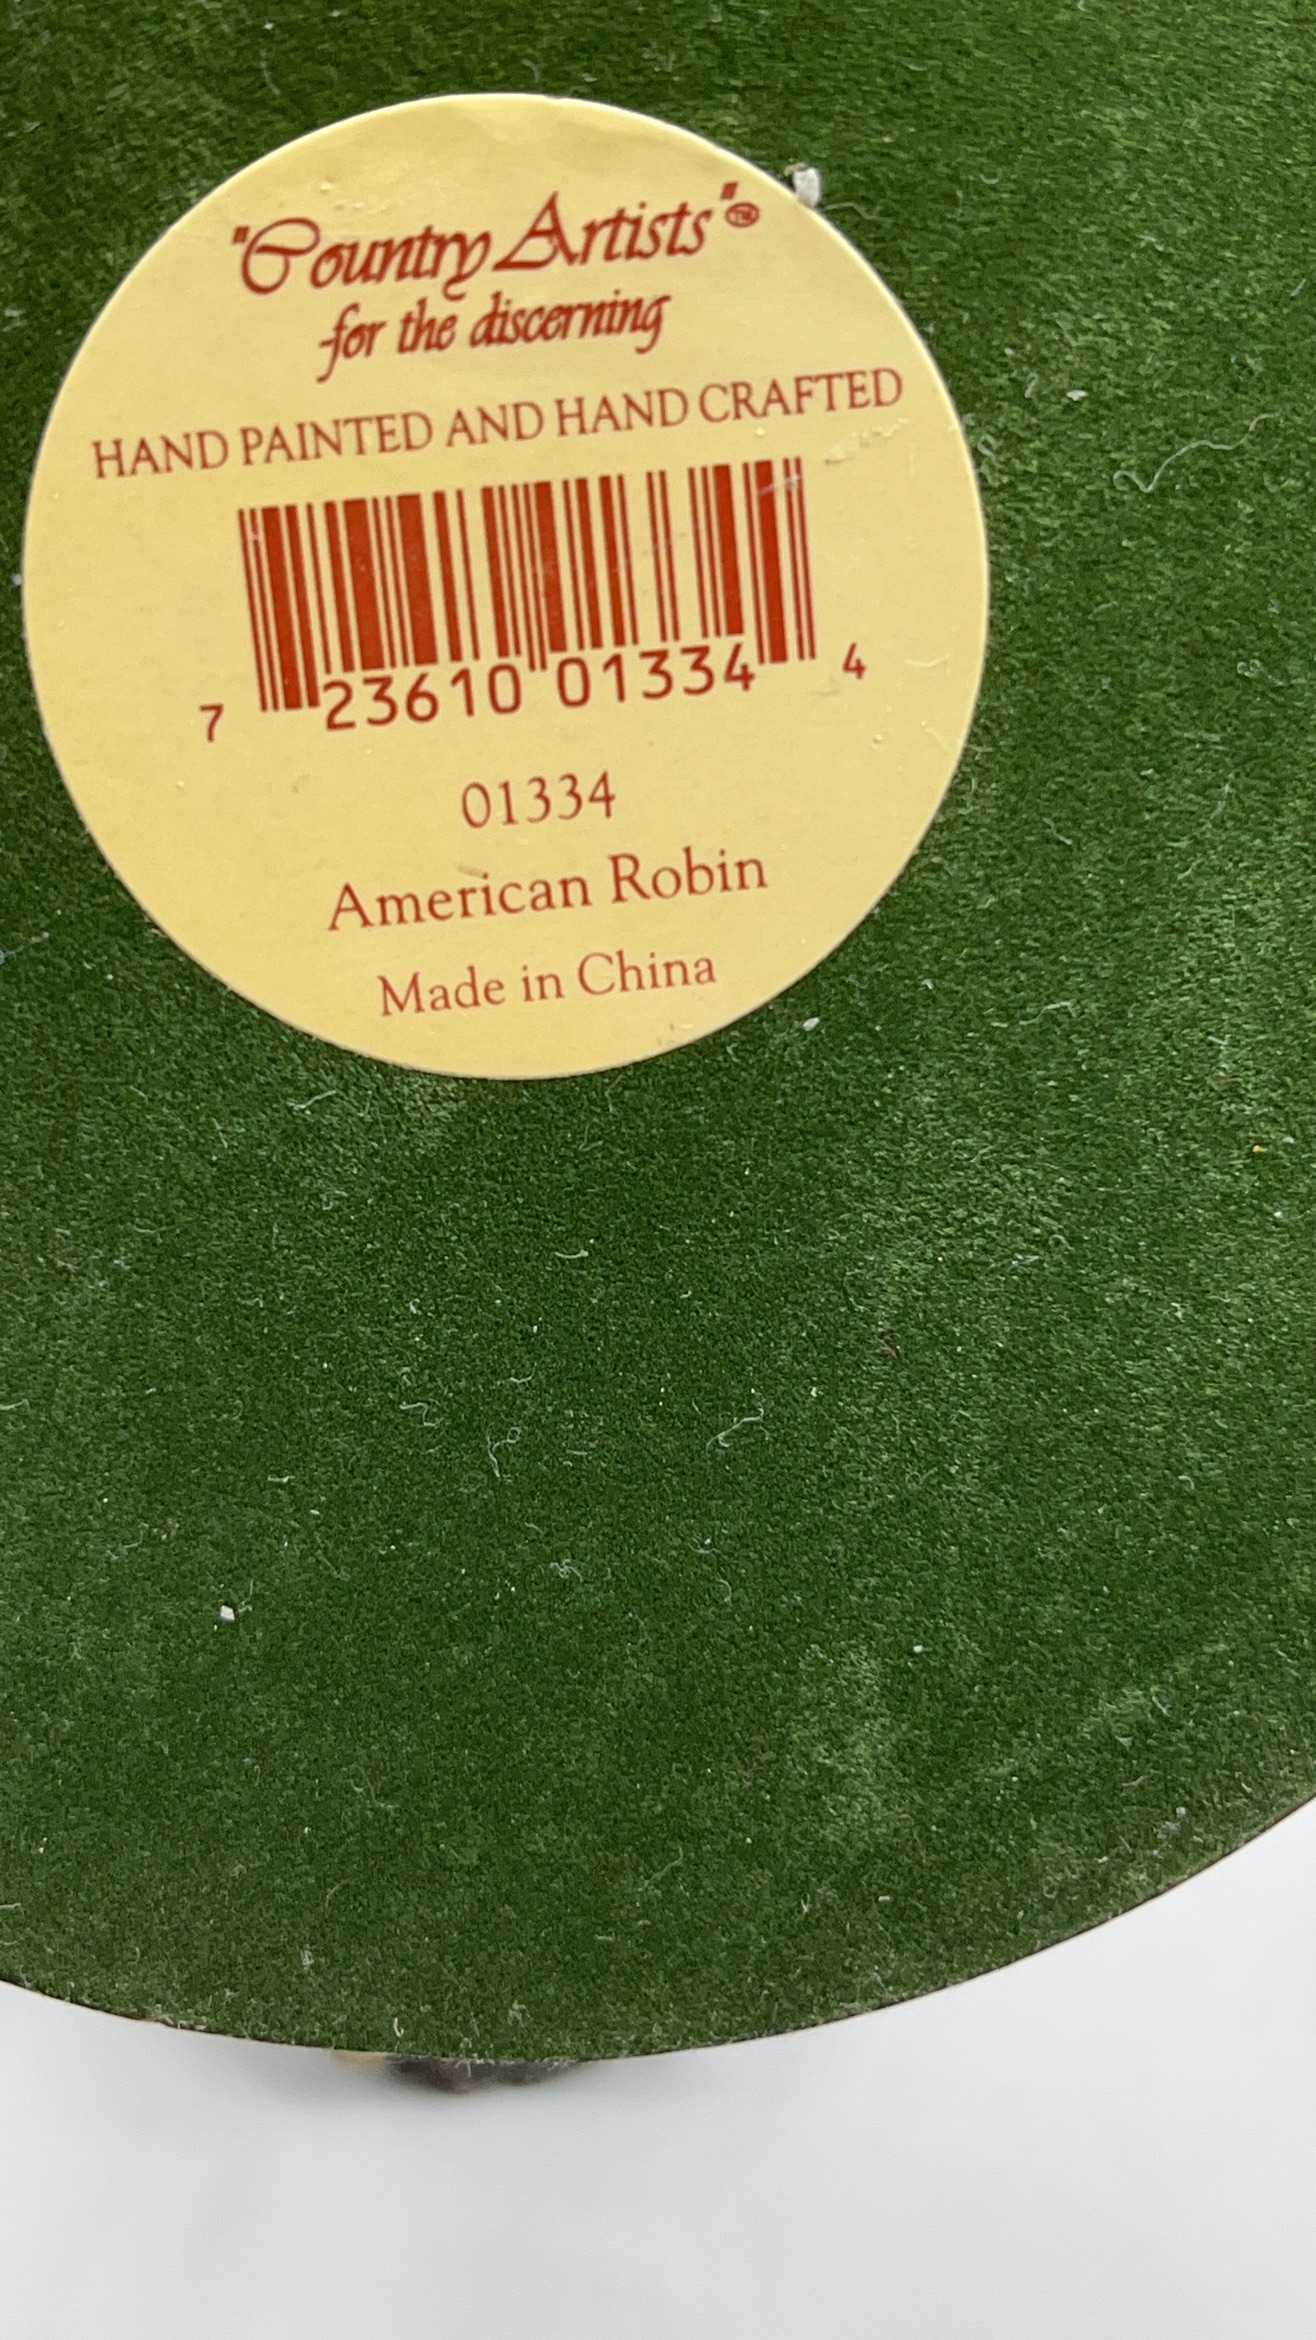 "Country Artists"™
-for the discerning
HAND PAINTED AND HAND CRAFTED
7 23610 01334 4
01334
American Robin
Made in China